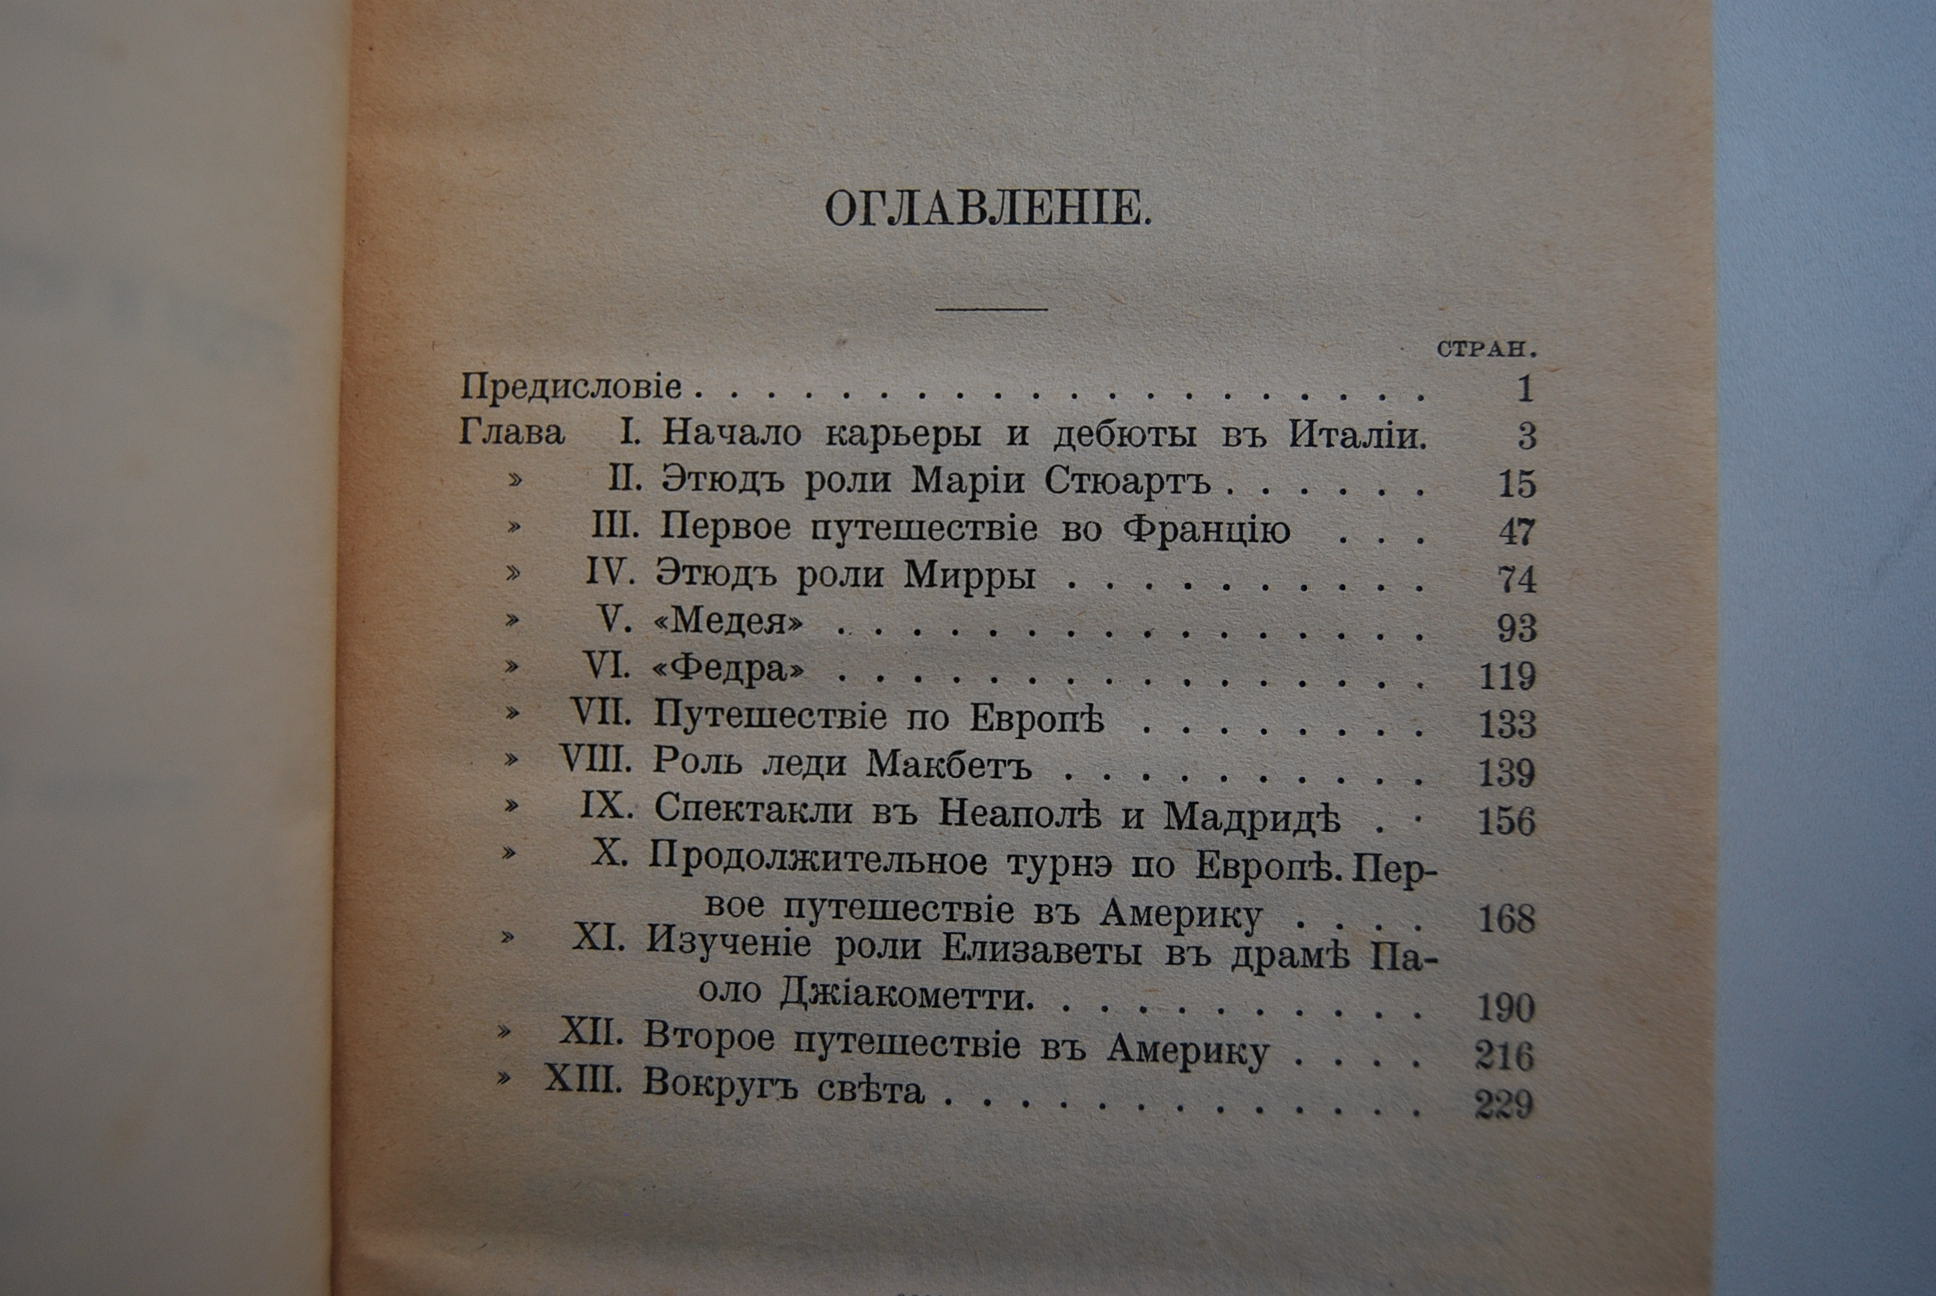 ОГЛАВЛЕНІЕ.
СТРАН.
Предисловіе . . . . . . . . . . . . . . . . . . . . 1
Глава I. Начало карьеры и дебюты въ Италіи. 3
» II. Этюдъ роли Маріи Стюартъ . . . . . . 15
» III. Первое путешествіе во Францію . . . 47
» IV. Этюдъ роли Мирры . . . . . . . . . . 74
» V. «Медея» . . . . . . . . . . . . . . . . 93
» VI. «Федра» . . . . . . . . . . . . . . . . 119
» VII. Путешествіе по Европѣ . . . . . . . . 133
» VIII. Роль леди Макбетъ . . . . . . . . . . 139
» IX. Спектакли въ Неаполѣ и Мадридѣ . . 156
» X. Продолжительное турнэ по Европѣ. Пер-
вое путешествіе въ Америку . . . . 168
» XI. Изученіе роли Елизаветы въ драмѣ Па-
оло Джіакометти. . . . . . . . . . . 190
» XII. Второе путешествіе въ Америку . . . . 216
» XIII. Вокругъ свѣта . . . . . . . . . . . . . 229